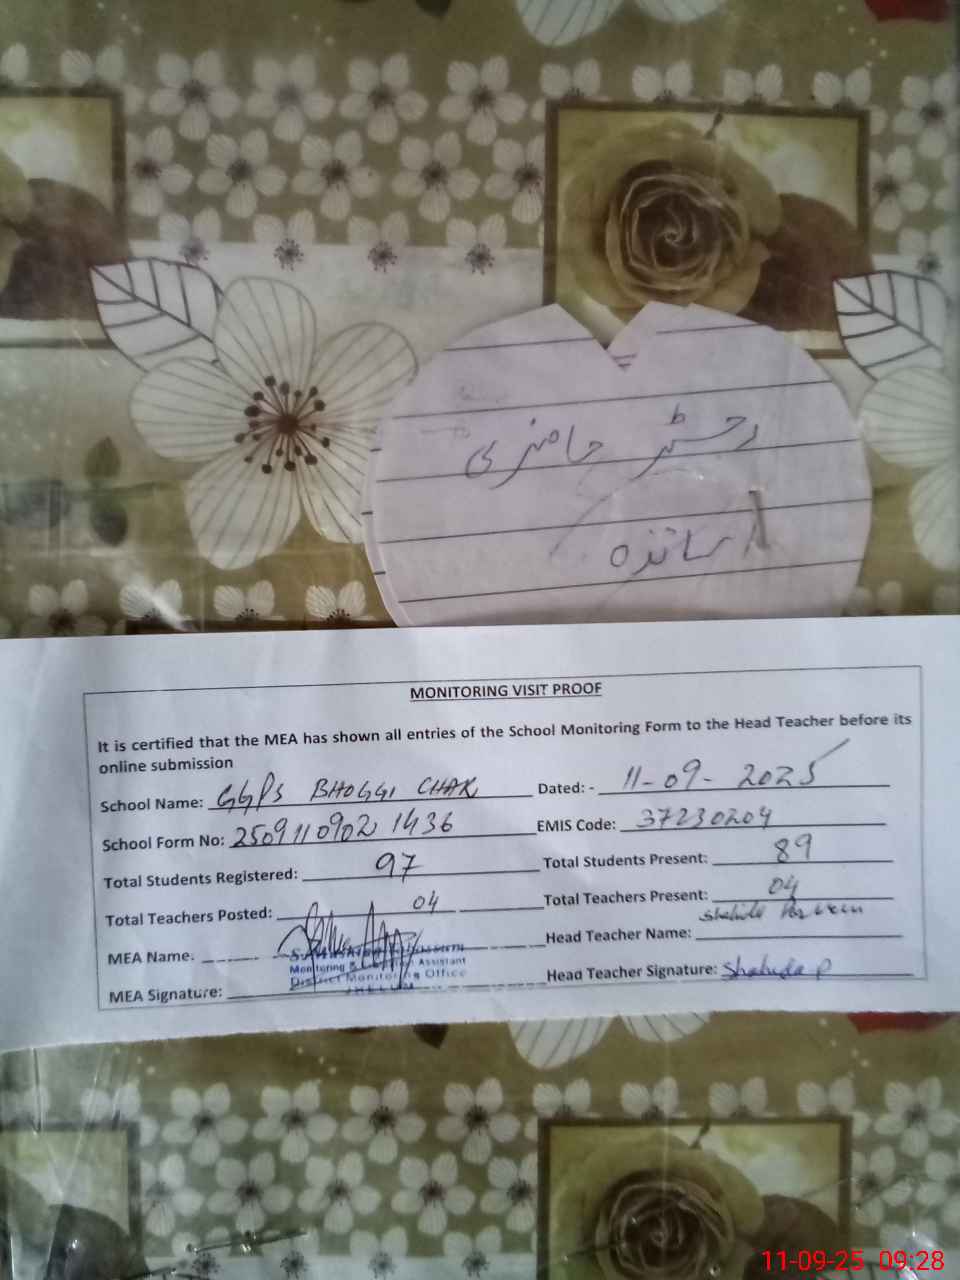 رجسٹر حاضری
اساتذہ
MONITORING VISIT PROOF
It is certified that the MEA has shown all entries of the School Monitoring Form to the Head Teacher before its
online submission
School Name: GGPS BHOGGI CHAK Dated: - 11-09-2025
School Form No: 2509110902 1436 EMIS Code: 37230204
Total Students Registered: 97 Total Students Present: 89
Total Teachers Posted: 04 Total Teachers Present: 04
MEA Name. Head Teacher Name: Shahida Parveen
Monitoring & Assistant
MEA Signature: District Monitoring Office Head Teacher Signature: Shahida P
JHELUM
11-09-25 09:28